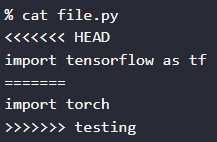 % cat file.py
<<<<<<< HEAD
import tensorflow as tf
=======
import torch
>>>>>>> testing